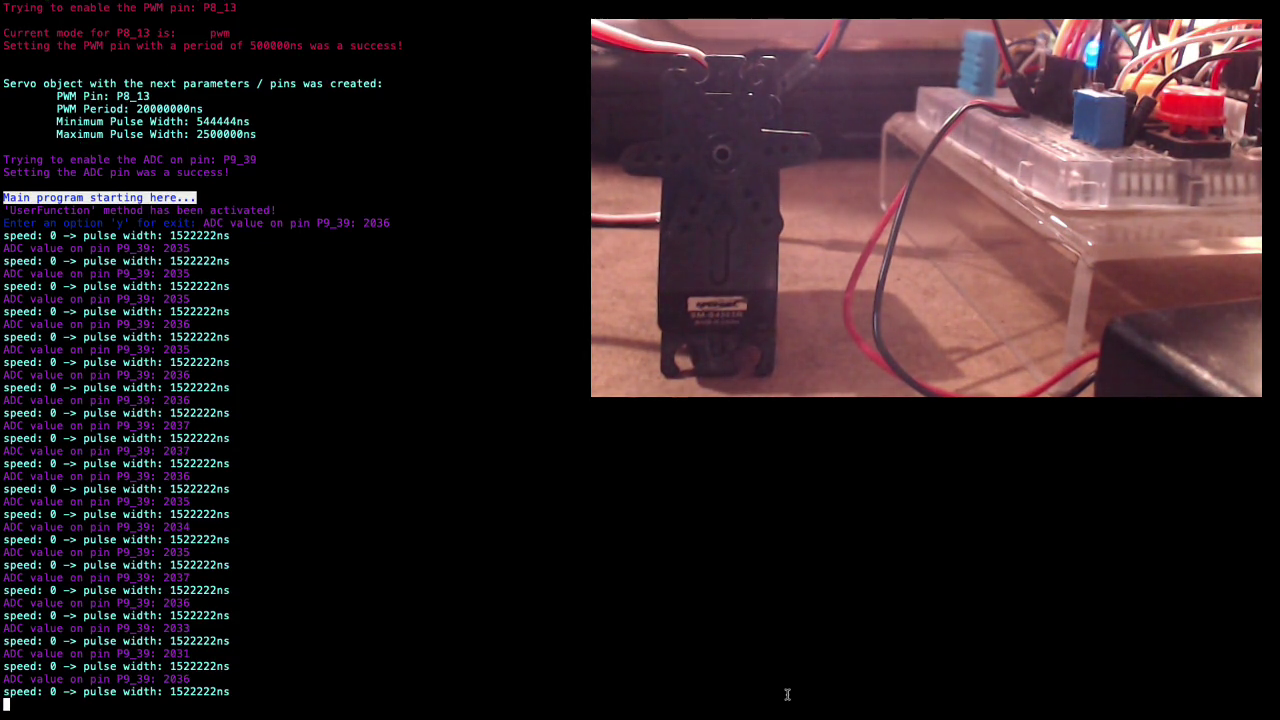 Trying to enable the PWM pin: P8_13
Current mode for P8_13 is:     pwm
Setting the PWM pin with a period of 500000ns was a success!
Servo object with the next parameters / pins was created:
PWM Pin: P8_13
PWM Period: 20000000ns
Minimum Pulse Width: 544444ns
Maximum Pulse Width: 2500000ns
Trying to enable the ADC on pin: P9_39
Setting the ADC pin was a success!
Main program starting here...
'UserFunction' method has been activated!
Enter an option 'y' for exit: ADC value on pin P9_39: 2036
speed: 0 -> pulse width: 1522222ns
ADC value on pin P9_39: 2035
speed: 0 -> pulse width: 1522222ns
ADC value on pin P9_39: 2035
speed: 0 -> pulse width: 1522222ns
ADC value on pin P9_39: 2035
speed: 0 -> pulse width: 1522222ns
ADC value on pin P9_39: 2036
speed: 0 -> pulse width: 1522222ns
ADC value on pin P9_39: 2035
speed: 0 -> pulse width: 1522222ns
ADC value on pin P9_39: 2036
speed: 0 -> pulse width: 1522222ns
ADC value on pin P9_39: 2036
speed: 0 -> pulse width: 1522222ns
ADC value on pin P9_39: 2037
speed: 0 -> pulse width: 1522222ns
ADC value on pin P9_39: 2037
speed: 0 -> pulse width: 1522222ns
ADC value on pin P9_39: 2036
speed: 0 -> pulse width: 1522222ns
ADC value on pin P9_39: 2035
speed: 0 -> pulse width: 1522222ns
ADC value on pin P9_39: 2034
speed: 0 -> pulse width: 1522222ns
ADC value on pin P9_39: 2035
speed: 0 -> pulse width: 1522222ns
ADC value on pin P9_39: 2037
speed: 0 -> pulse width: 1522222ns
ADC value on pin P9_39: 2036
speed: 0 -> pulse width: 1522222ns
ADC value on pin P9_39: 2033
speed: 0 -> pulse width: 1522222ns
ADC value on pin P9_39: 2031
speed: 0 -> pulse width: 1522222ns
ADC value on pin P9_39: 2036
speed: 0 -> pulse width: 1522222ns